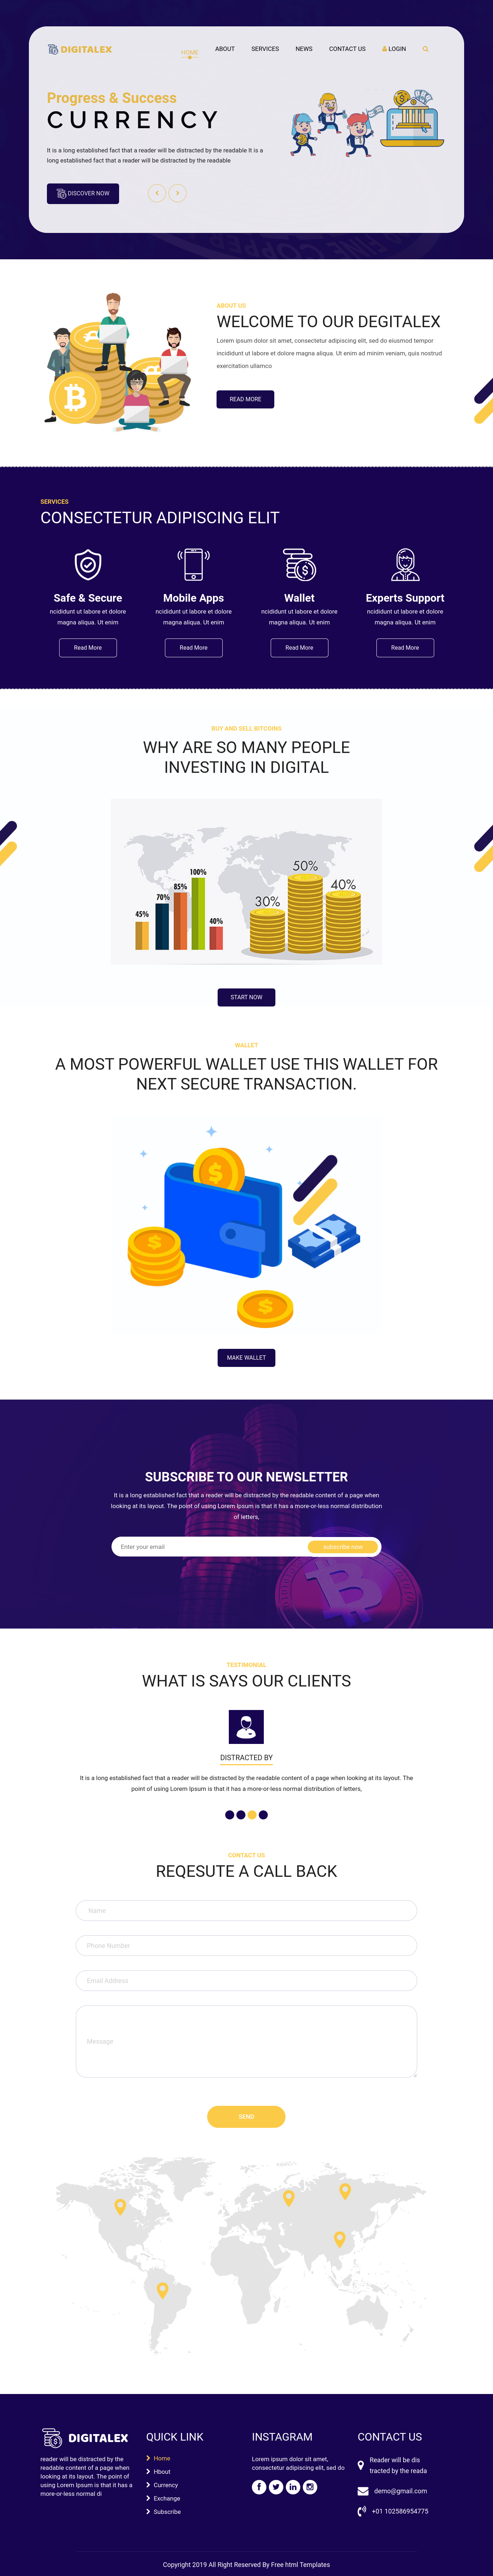 DIGITALEX
HOME ABOUT SERVICES NEWS CONTACT US LOGIN
Progress & Success
CURRENCY
It is a long established fact that a reader will be distracted by the readable It is a
long established fact that a reader will be distracted by the readable
DISCOVER NOW
ABOUT US
WELCOME TO OUR DEGITALEX
Lorem ipsum dolor sit amet, consectetur adipiscing elit, sed do eiusmod tempor
incididunt ut labore et dolore magna aliqua. Ut enim ad minim veniam, quis nostrud
exercitation ullamco
READ MORE
SERVICES
CONSECTETUR ADIPISCING ELIT
Safe & Secure
ncididunt ut labore et dolore
magna aliqua. Ut enim
Read More
Mobile Apps
ncididunt ut labore et dolore
magna aliqua. Ut enim
Read More
Wallet
ncididunt ut labore et dolore
magna aliqua. Ut enim
Read More
Experts Support
ncididunt ut labore et dolore
magna aliqua. Ut enim
Read More
BUY AND SELL BITCOINS
WHY ARE SO MANY PEOPLE
INVESTING IN DIGITAL
45%
70%
85%
100%
40%
30%
50%
40%
START NOW
WALLET
A MOST POWERFUL WALLET USE THIS WALLET FOR
NEXT SECURE TRANSACTION.
MAKE WALLET
SUBSCRIBE TO OUR NEWSLETTER
It is a long established fact that a reader will be distracted by the readable content of a page when
looking at its layout. The point of using Lorem Ipsum is that it has a more-or-less normal distribution
of letters,
Enter your email
subscribe now
TESTIMONIAL
WHAT IS SAYS OUR CLIENTS
DISTRACTED BY
It is a long established fact that a reader will be distracted by the readable content of a page when looking at its layout. The
point of using Lorem Ipsum is that it has a more-or-less normal distribution of letters,
CONTACT US
REQESUTE A CALL BACK
Name
Phone Number
Email Address
Message
SEND
DIGITALEX
reader will be distracted by the
readable content of a page when
looking at its layout. The point of
using Lorem Ipsum is that it has a
more-or-less normal di
QUICK LINK
Home
Hbout
Currency
Exchange
Subscribe
INSTAGRAM
Lorem ipsum dolor sit amet,
consectetur adipiscing elit, sed do
CONTACT US
Reader will be dis
tracted by the reada
demo@gmail.com
+01 102586954775
Copyright 2019 All Right Reserved By Free html Templates